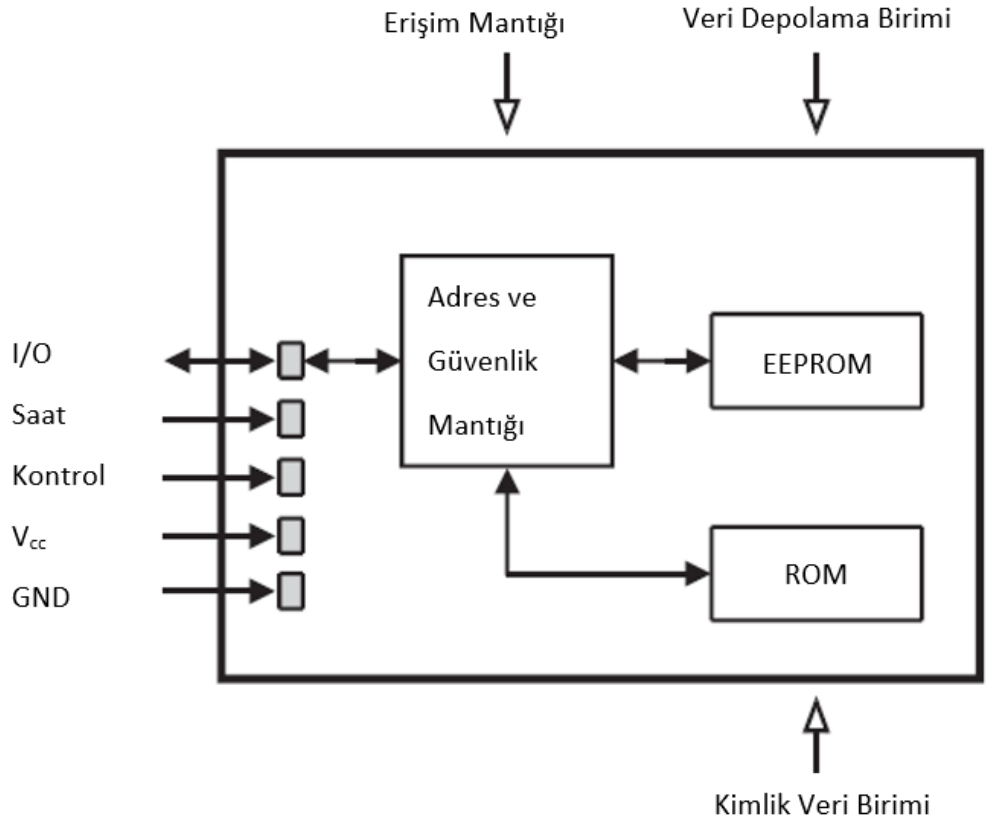 Erişim Mantığı
Veri Depolama Birimi
I/O
Saat
Kontrol
Vcc
GND
Adres ve
Güvenlik
Mantığı
EEPROM
ROM
Kimlik Veri Birimi